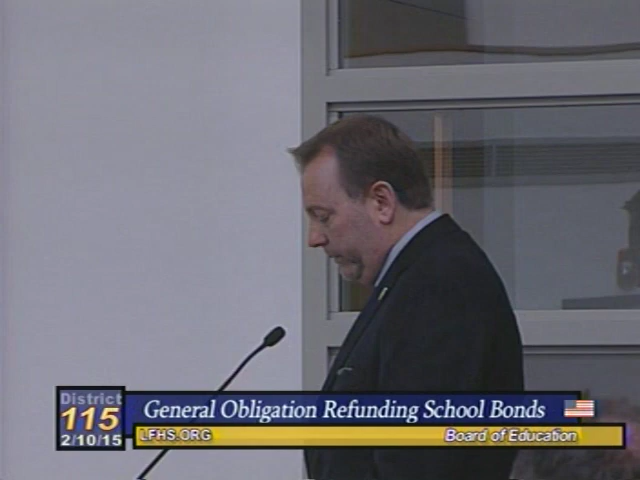 District
115
2/10/15
General Obligation Refunding School Bonds
LFHS.ORG
Board of Education